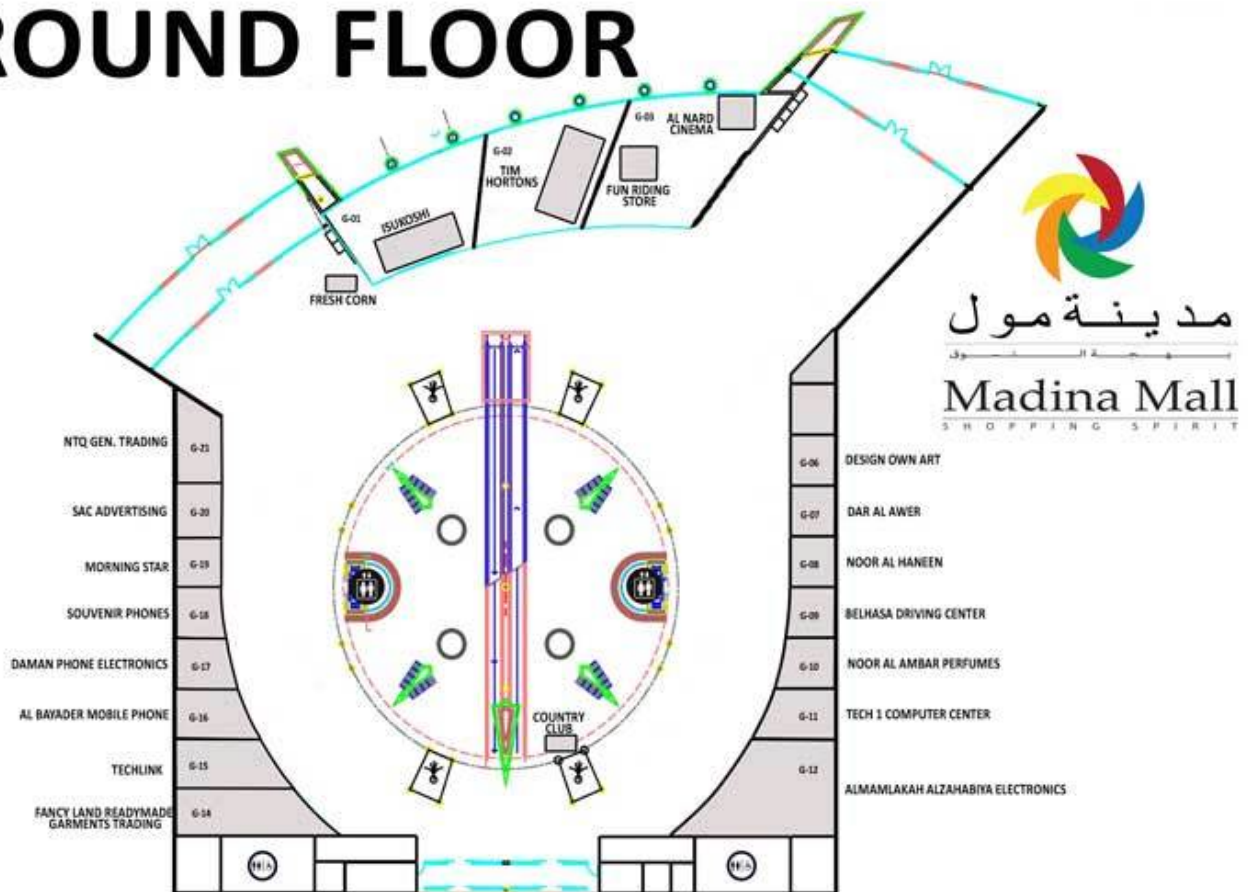 ROUND FLOOR
G-03
AL NARD
CINEMA
G-02
TIM
HORTONS
FUN RIDING
STORE
G-01
ISUKOSHI
FRESH CORN
مدينة مول
Madina Mall
SHOPPING SPIRIT
NTQ GEN. TRADING
G-21
G-06
DESIGN OWN ART
SAC ADVERTISING
G-20
G-07
DAR AL AWER
MORNING STAR
G-19
G-08
NOOR AL HANEEN
SOUVENIR PHONES
G-18
G-09
BELHASA DRIVING CENTER
DAMAN PHONE ELECTRONICS
G-17
G-10
NOOR AL AMBAR PERFUMES
AL BAYADER MOBILE PHONE
G-16
G-11
TECH 1 COMPUTER CENTER
COUNTRY
CLUB
TECHLINK
G-15
G-12
ALMAMLAKAH ALZAHABIYA ELECTRONICS
FANCY LAND READYMADE
GARMENTS TRADING
G-14